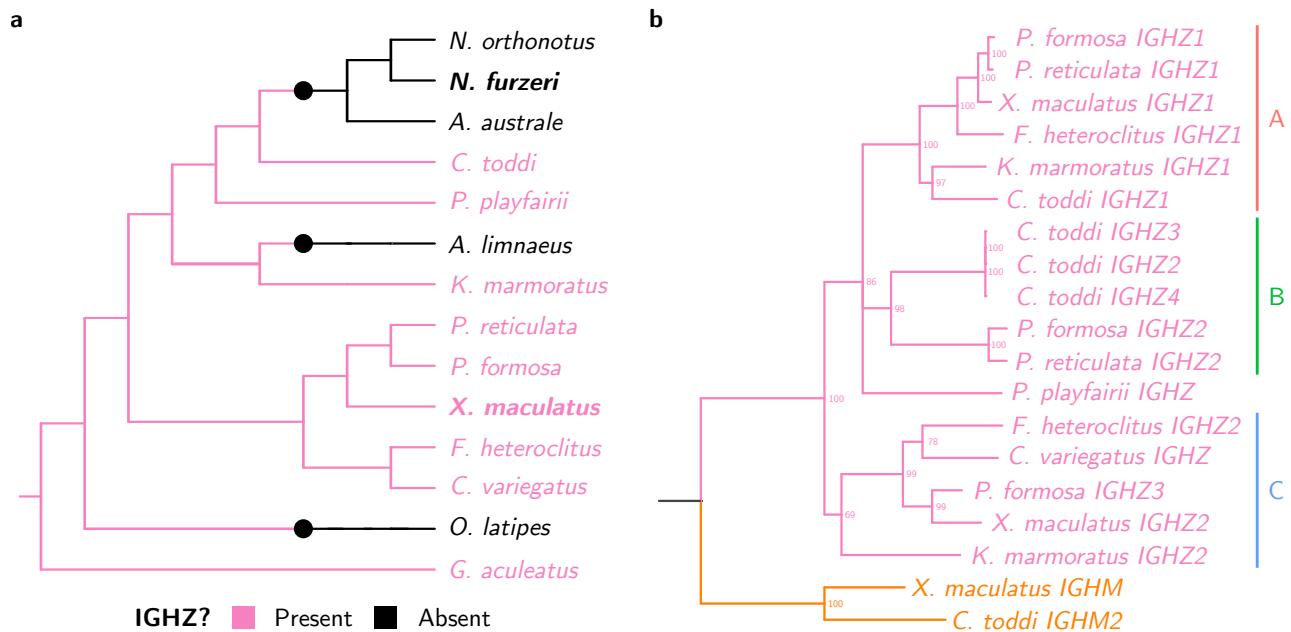 a
N. orthonotus
N. furzeri
A. australe
C. toddi
P. playfairii
A. limnaeus
K. marmoratus
P. reticulata
P. formosa
X. maculatus
F. heteroclitus
C. variegatus
O. latipes
G. aculeatus
IGHZ? Present Absent
b
P. formosa IGHZ1
100
P. reticulata IGHZ1
100
X. maculatus IGHZ1
100
F. heteroclitus IGHZ1
100
K. marmoratus IGHZ1
97
C. toddi IGHZ1
A
C. toddi IGHZ3
100
C. toddi IGHZ2
100
C. toddi IGHZ4
86
98
P. formosa IGHZ2
100
P. reticulata IGHZ2
B
P. playfairii IGHZ
100
F. heteroclitus IGHZ2
78
C. variegatus IGHZ
99
P. formosa IGHZ3
99
X. maculatus IGHZ2
69
K. marmoratus IGHZ2
C
X. maculatus IGHM
100
C. toddi IGHM2